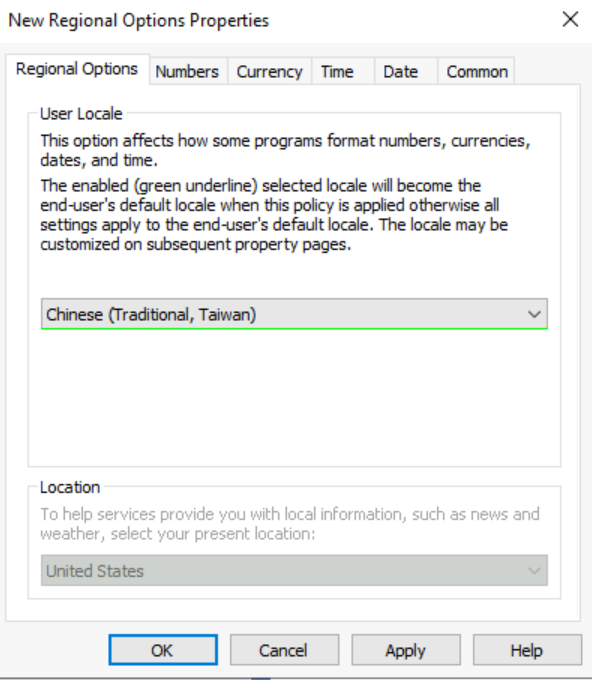 New Regional Options Properties
Regional Options Numbers Currency Time Date Common
User Locale
This option affects how some programs format numbers, currencies,
dates, and time.
The enabled (green underline) selected locale will become the
end-user's default locale when this policy is applied otherwise all
settings apply to the end-user's default locale. The locale may be
customized on subsequent property pages.
Chinese (Traditional, Taiwan)
Location
To help services provide you with local information, such as news and
weather, select your present location:
United States
OK Cancel Apply Help